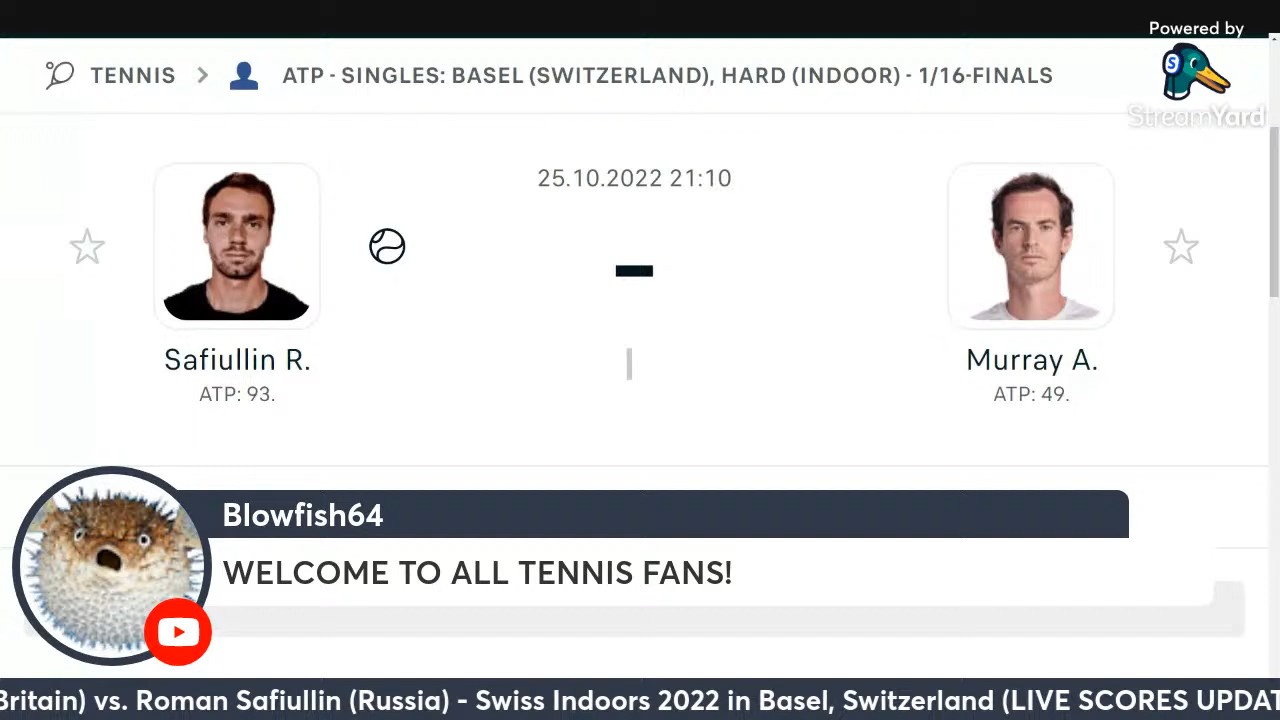 Powered by
StreamYard
TENNIS
ATP - SINGLES: BASEL (SWITZERLAND), HARD (INDOOR) - 1/16-FINALS
25.10.2022 21:10
-
Safiullin R.
ATP: 93.
Murray A.
ATP: 49.
Blowfish64
WELCOME TO ALL TENNIS FANS!
Britain) vs. Roman Safiullin (Russia) - Swiss Indoors 2022 in Basel, Switzerland (LIVE SCORES UPDAT